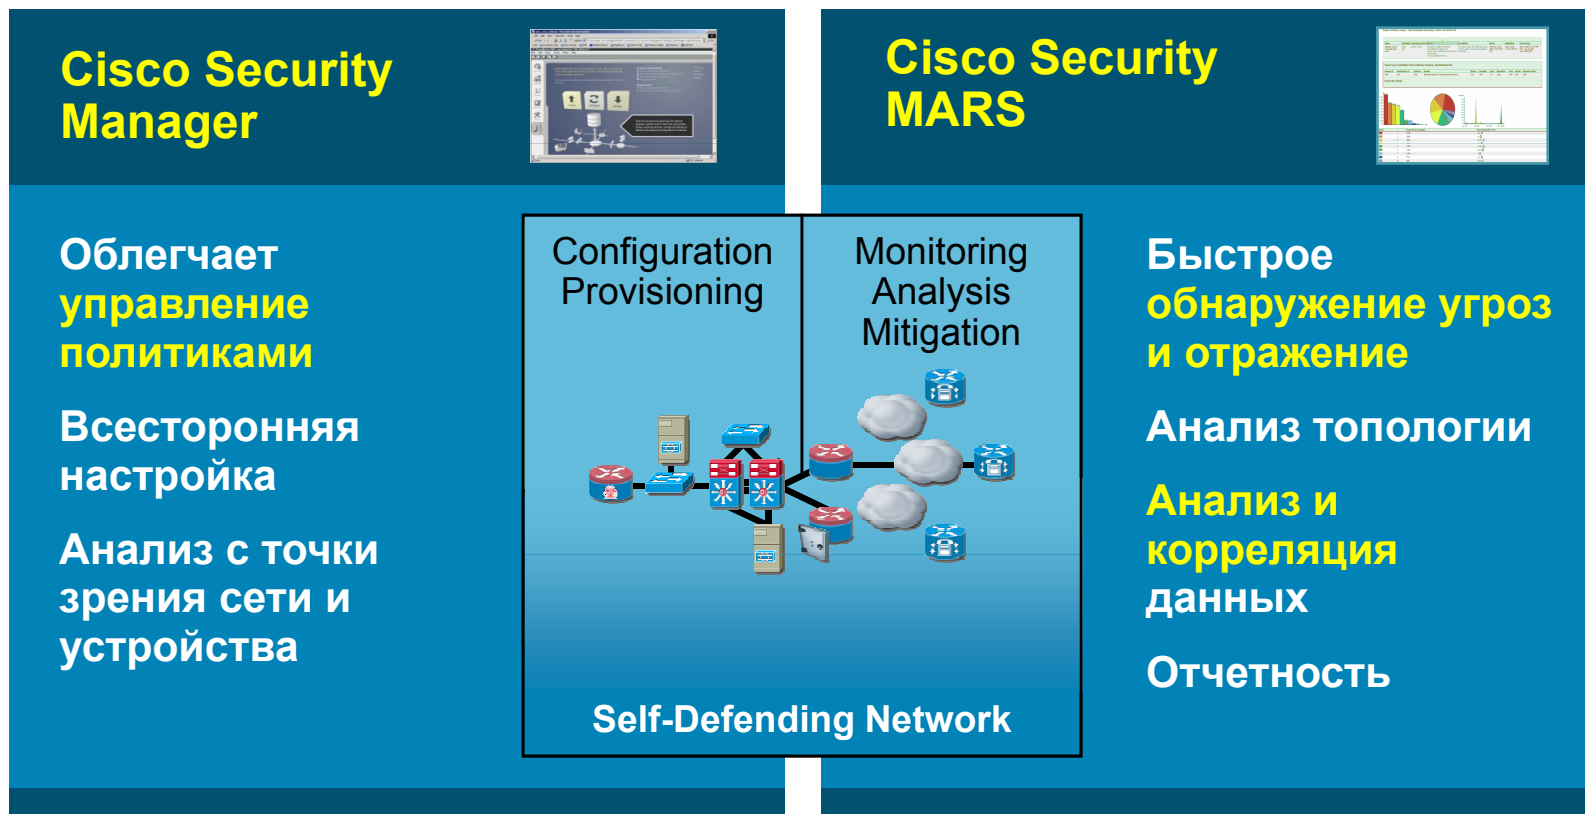 Cisco Security
Manager
Облегчает
управление
политиками
Всесторонняя
настройка
Анализ с точки
зрения сети и
устройства
Configuration
Provisioning
Monitoring
Analysis
Mitigation
Self-Defending Network
Cisco Security
MARS
Быстрое
обнаружение угроз
и отражение
Анализ топологии
Анализ и
корреляция
данных
Отчетность